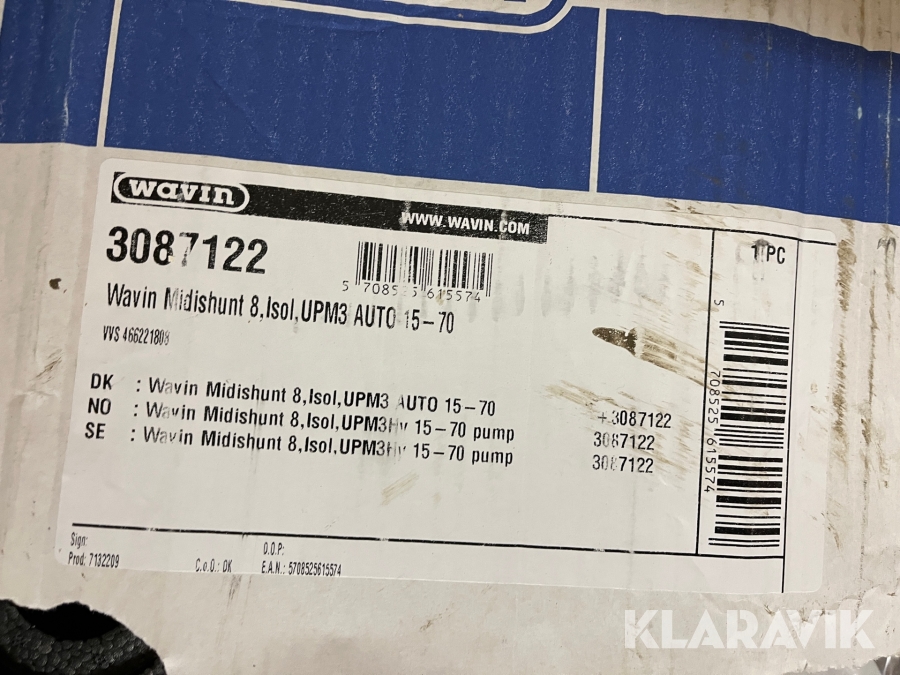 wavin
WWW.WAVIN.COM
3087122
1 PC
5 708525 615574
Wavin Midishunt 8,Isol,UPM3 AUTO 15-70
VVS 466221808
DK : Wavin Midishunt 8,Isol,UPM3 AUTO 15-70 +3087122
NO : Wavin Midishunt 8,Isol,UPM3Hy 15-70 pump 3087122
SE : Wavin Midishunt 8,Isol,UPM3Hy 15-70 pump 3087122
5 708525 615574
Sign:
Prod: 7132209
C.o.O.: DK
D.O.P:
E.A.N.: 5708525615574
KLARAVIK